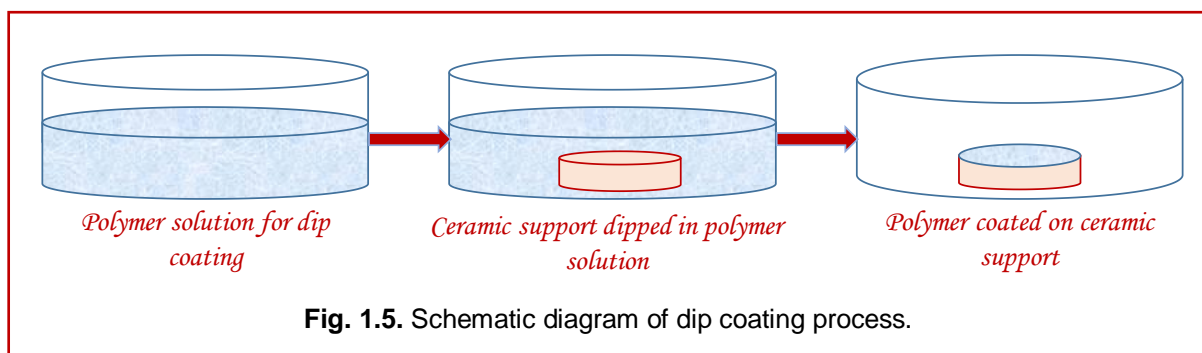 Polymer solution for dip
coating
Ceramic support dipped in polymer
solution
Polymer coated on ceramic
support
Fig. 1.5. Schematic diagram of dip coating process.